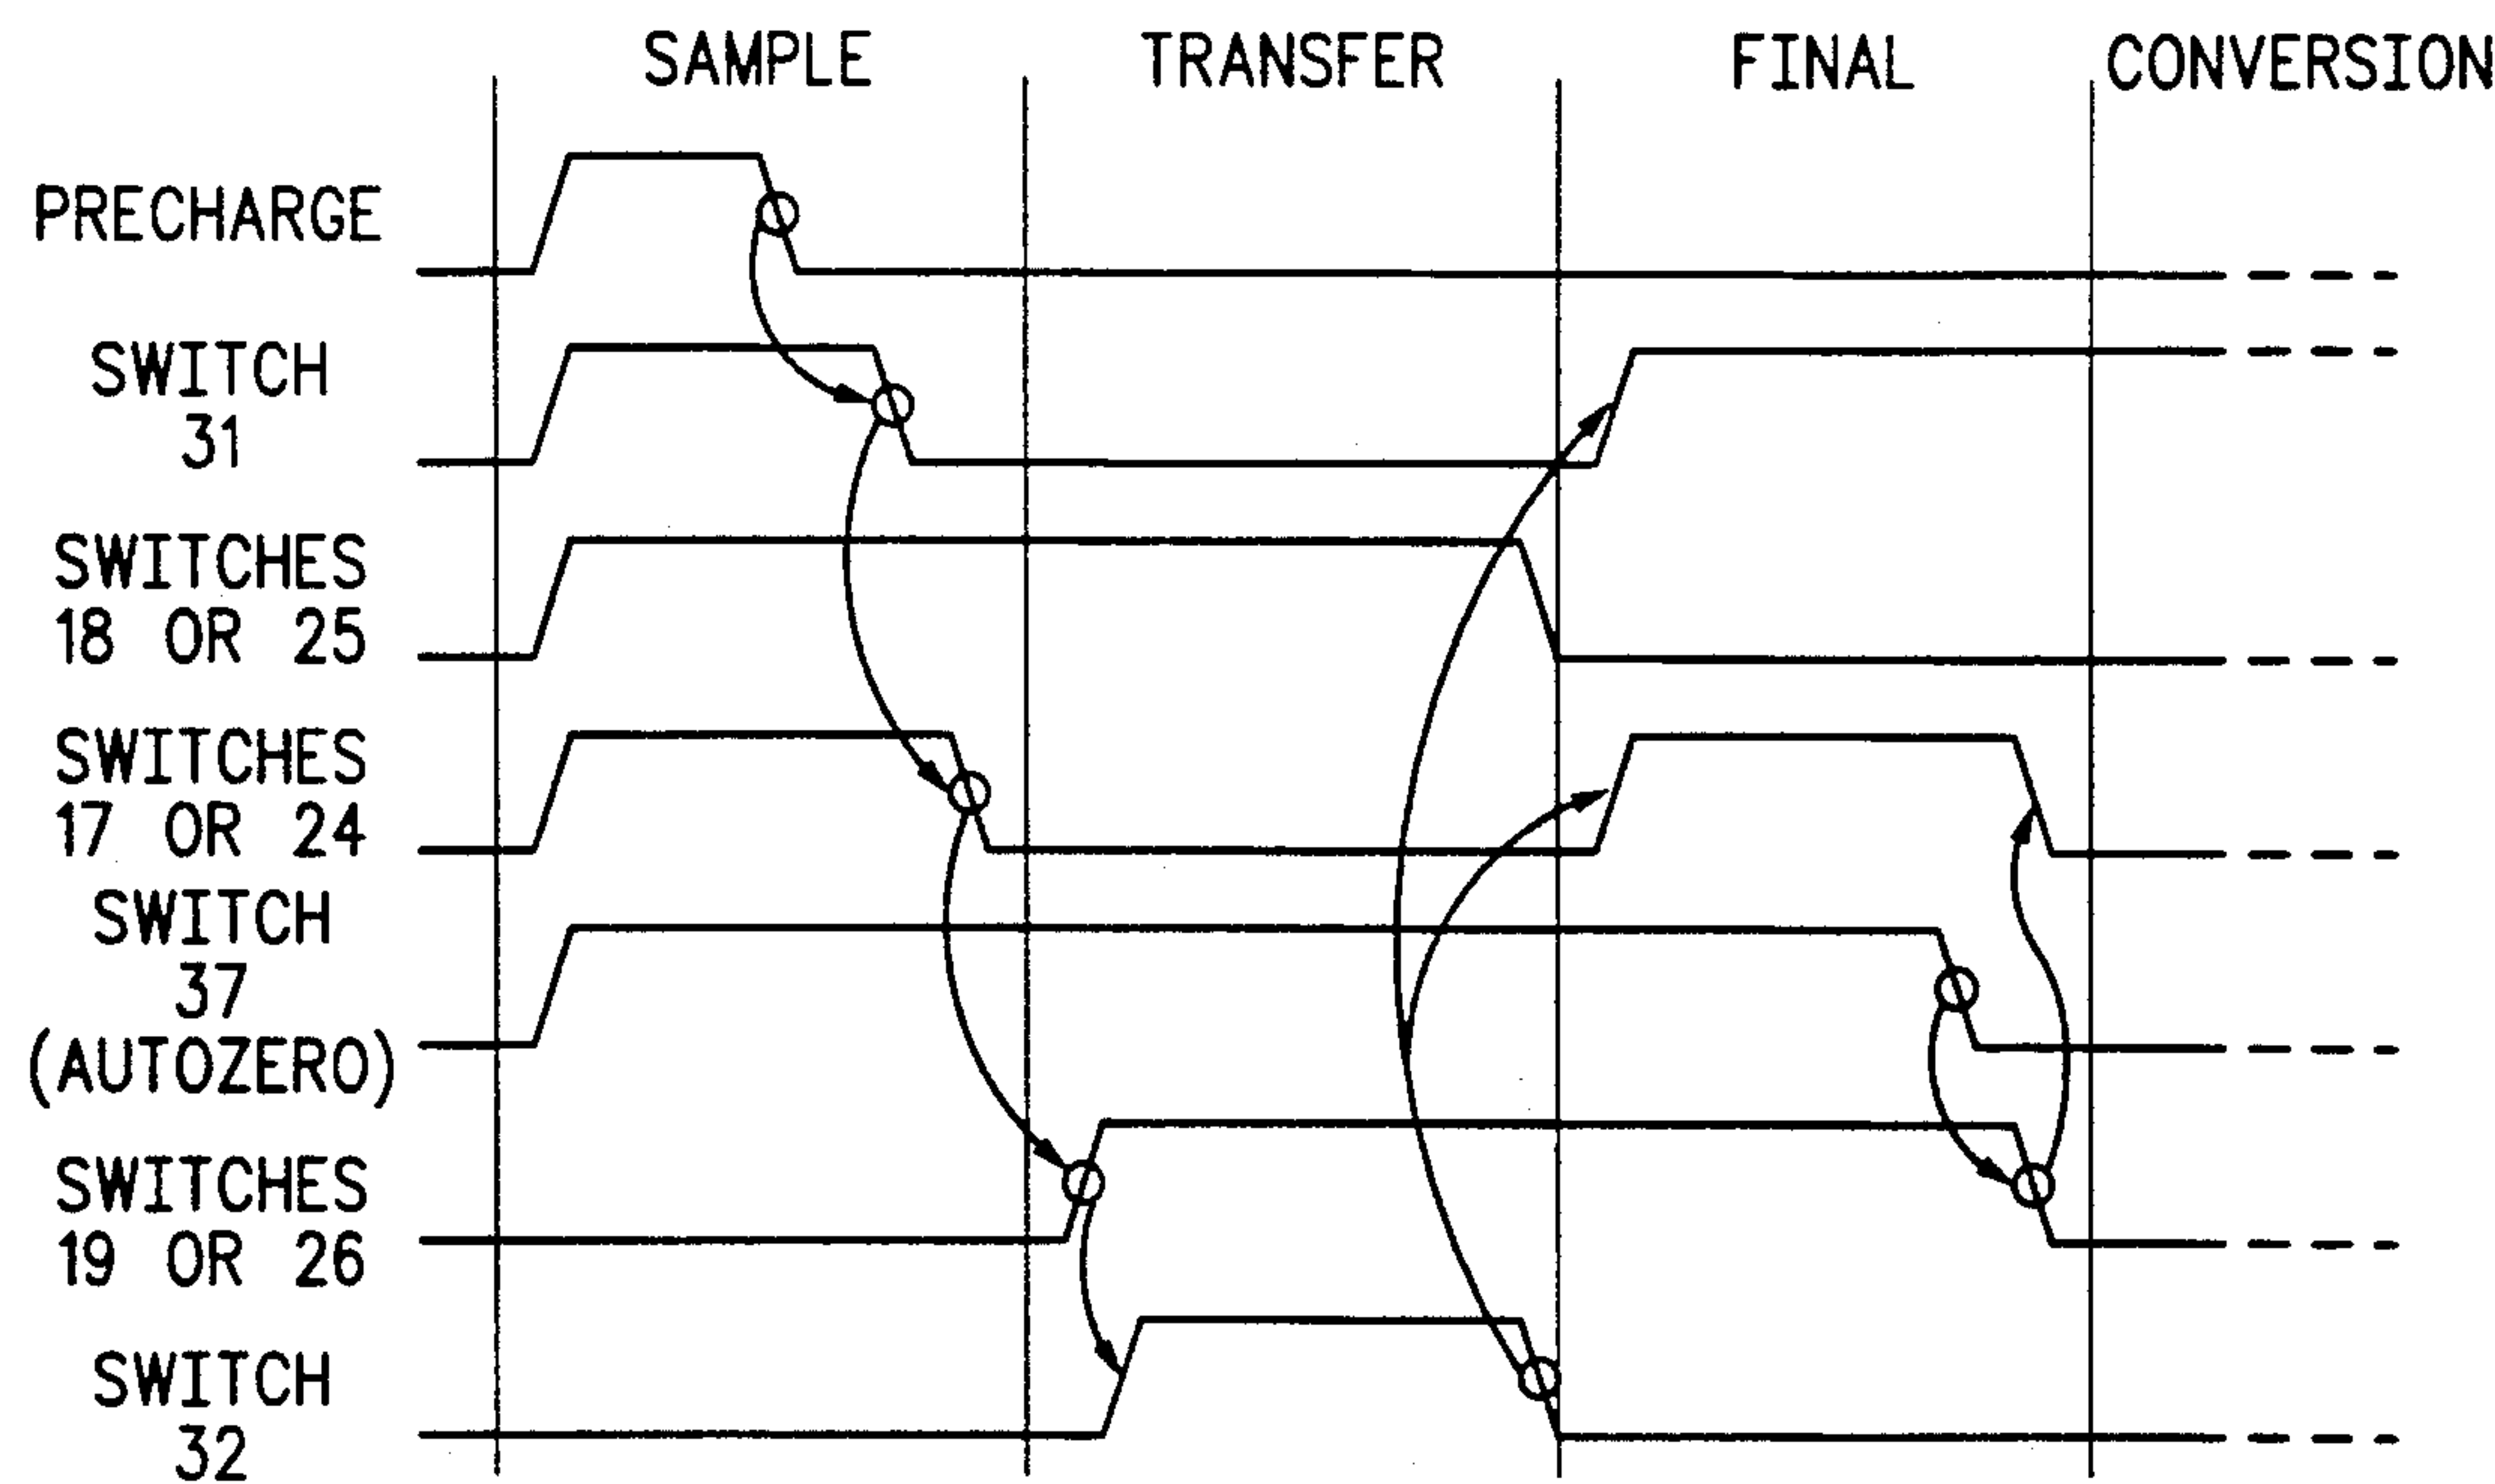 SAMPLE TRANSFER FINAL CONVERSION
PRECHARGE
SWITCH
31
SWITCHES
18 OR 25
SWITCHES
17 OR 24
SWITCH
37
(AUTOZERO)
SWITCHES
19 OR 26
SWITCH
32